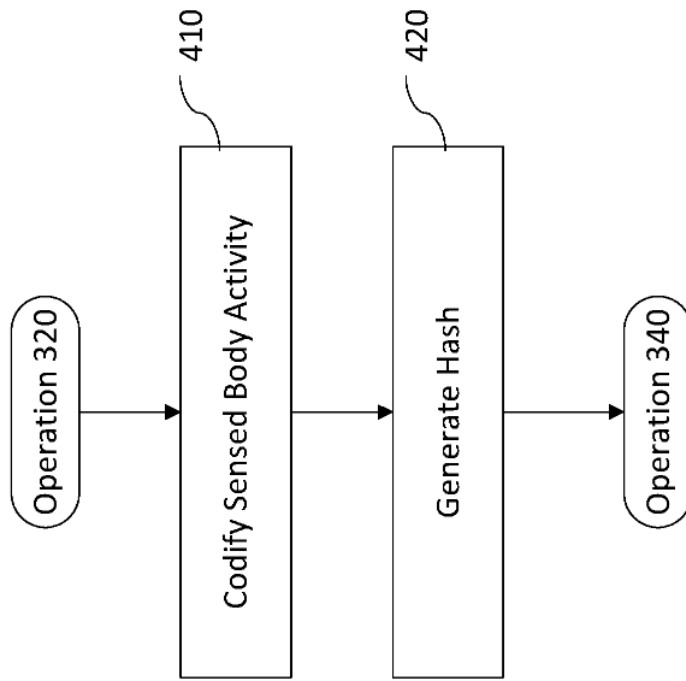 Operation 320
410
Codify Sensed Body Activity
420
Generate Hash
Operation 340